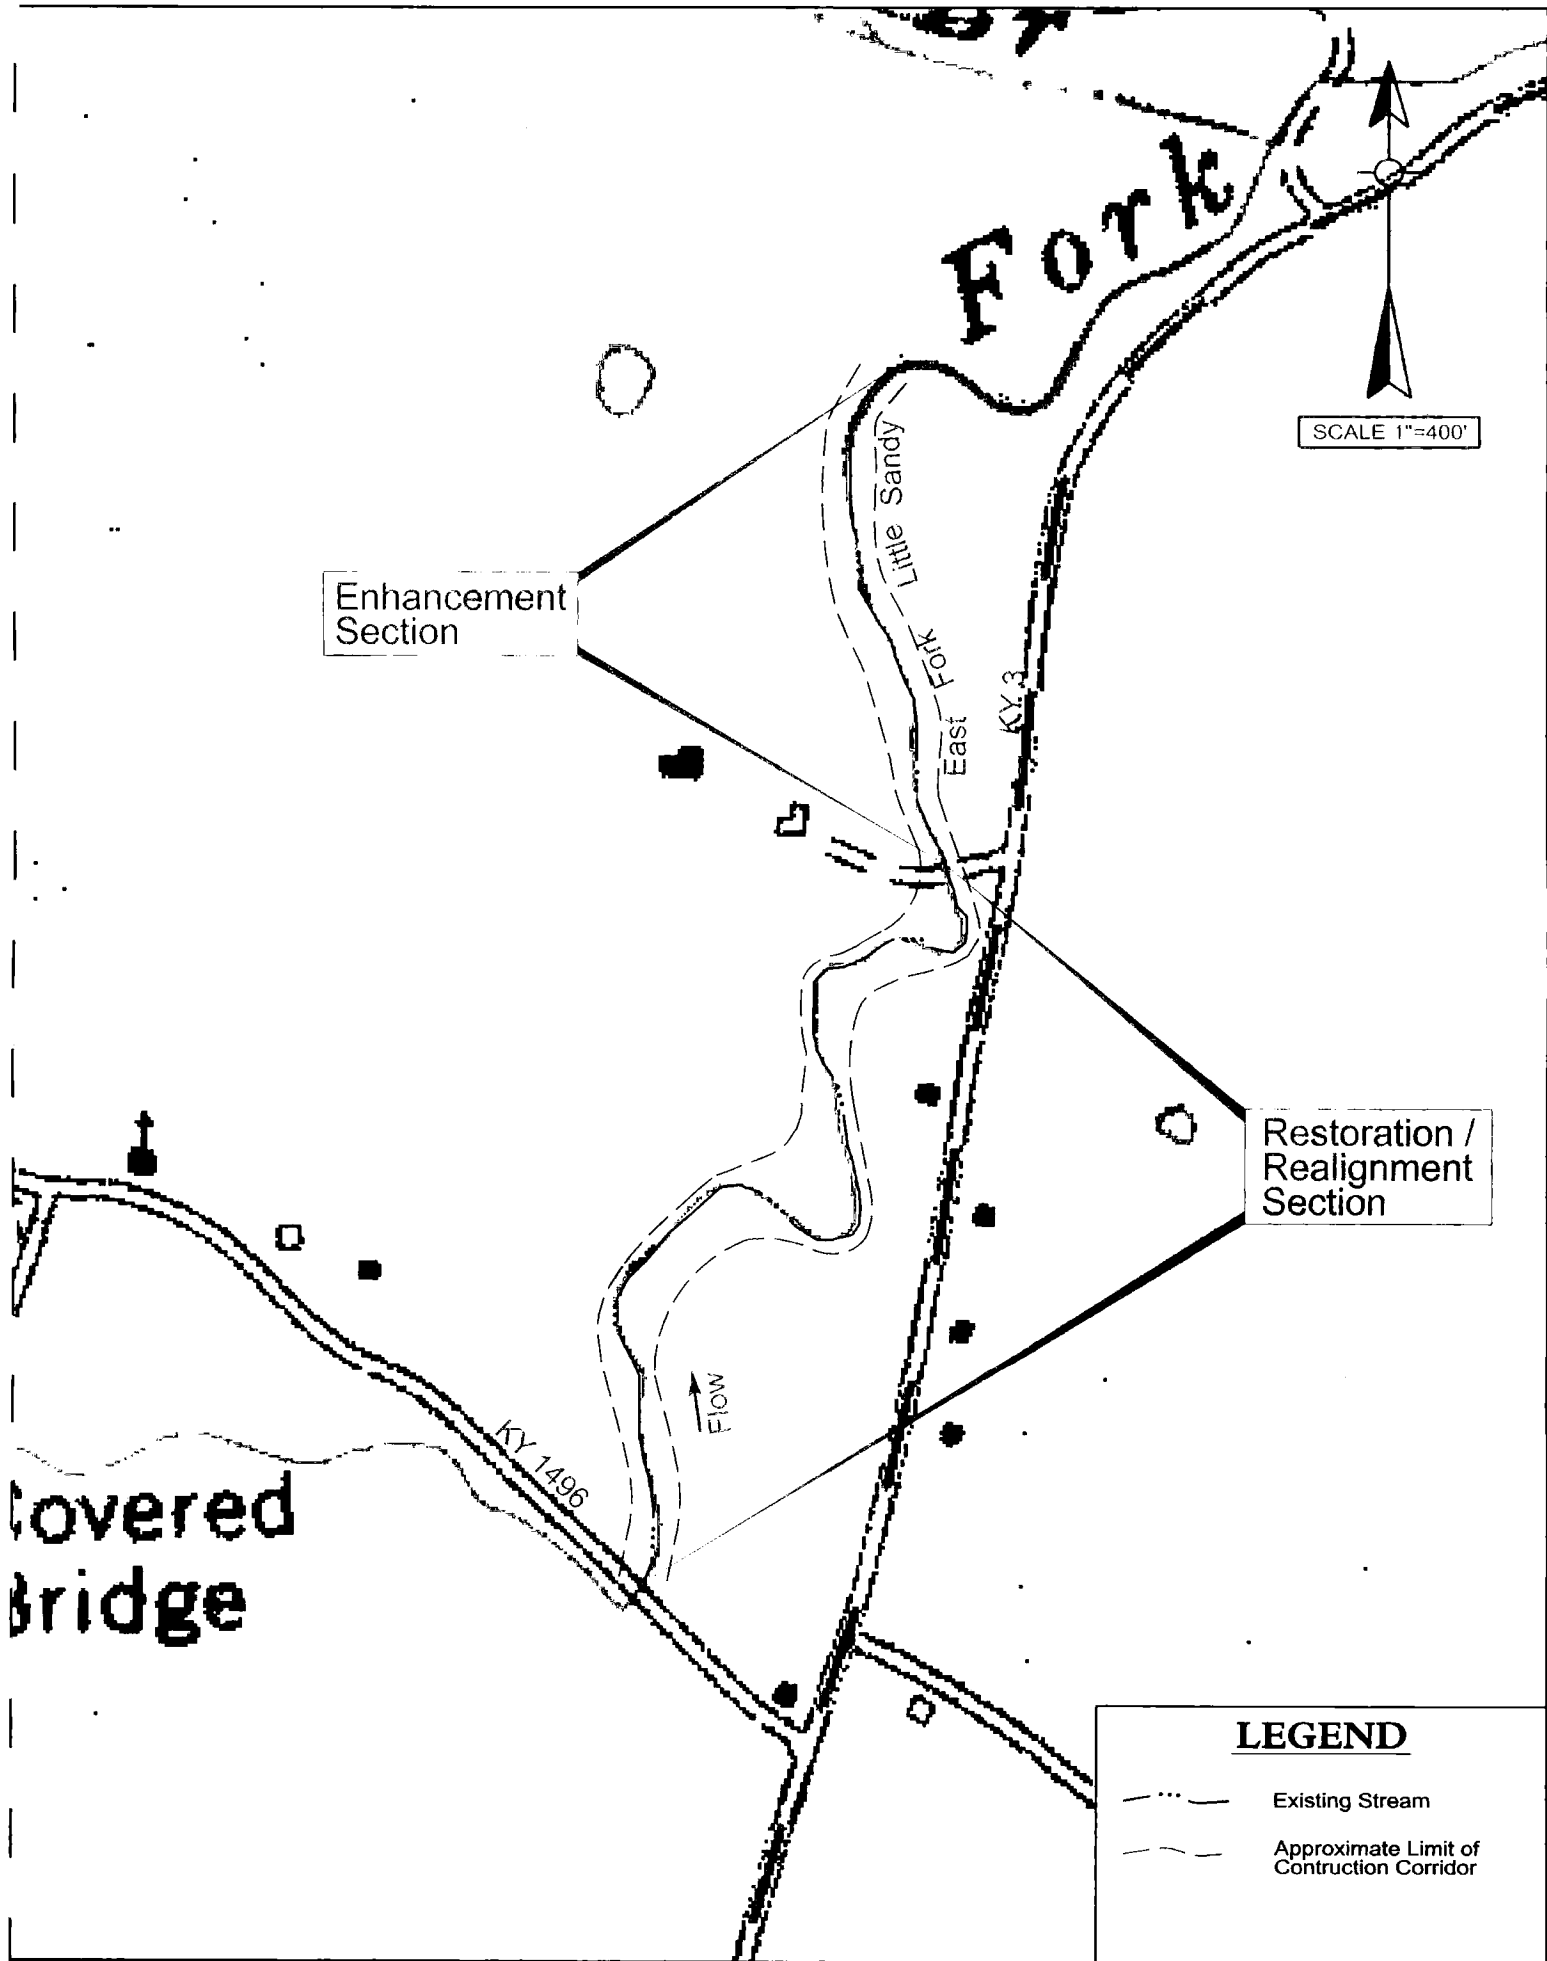 Fork
SCALE 1"=400'
Little Sandy
Enhancement
Section
East Fork
KY 3
Restoration /
Realignment
Section
Flow
KY 1496
overed
ridge
LEGEND
Existing Stream
Approximate Limit of
Contruction Corridor